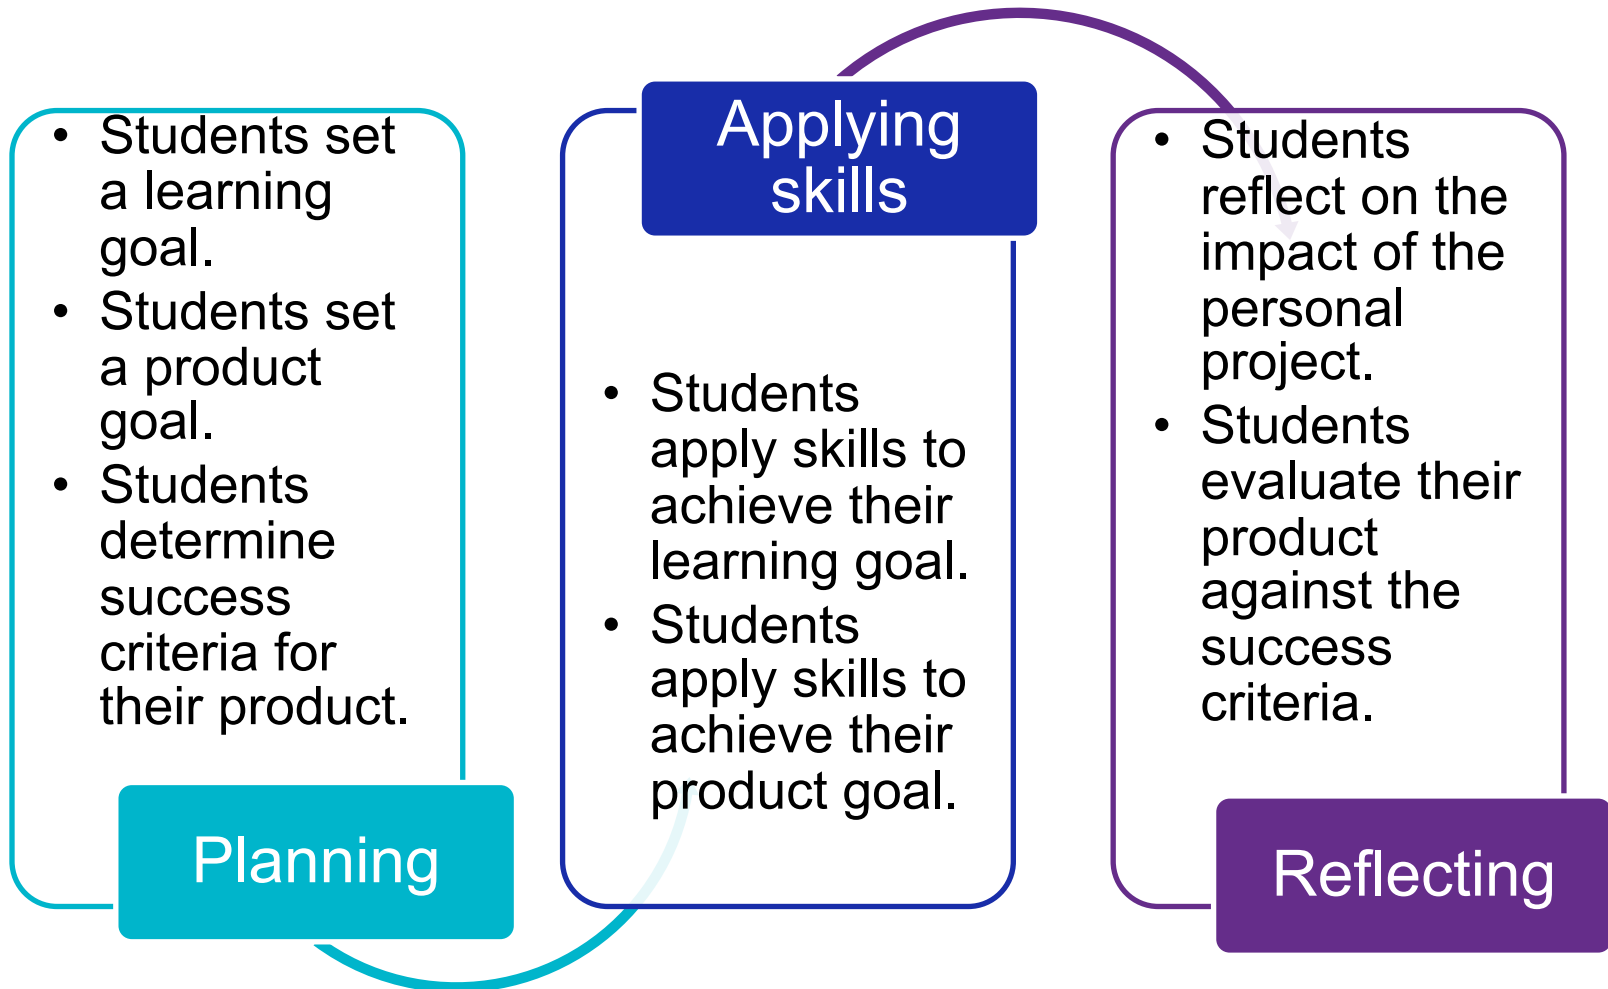 • Students set
a learning
goal.
• Students set
a product
goal.
• Students
determine
success
criteria for
their product.
Planning
Applying
skills
• Students
apply skills to
achieve their
learning goal.
• Students
apply skills to
achieve their
product goal.
• Students
reflect on the
impact of the
personal
project.
• Students
evaluate their
product
against the
success
criteria.
Reflecting